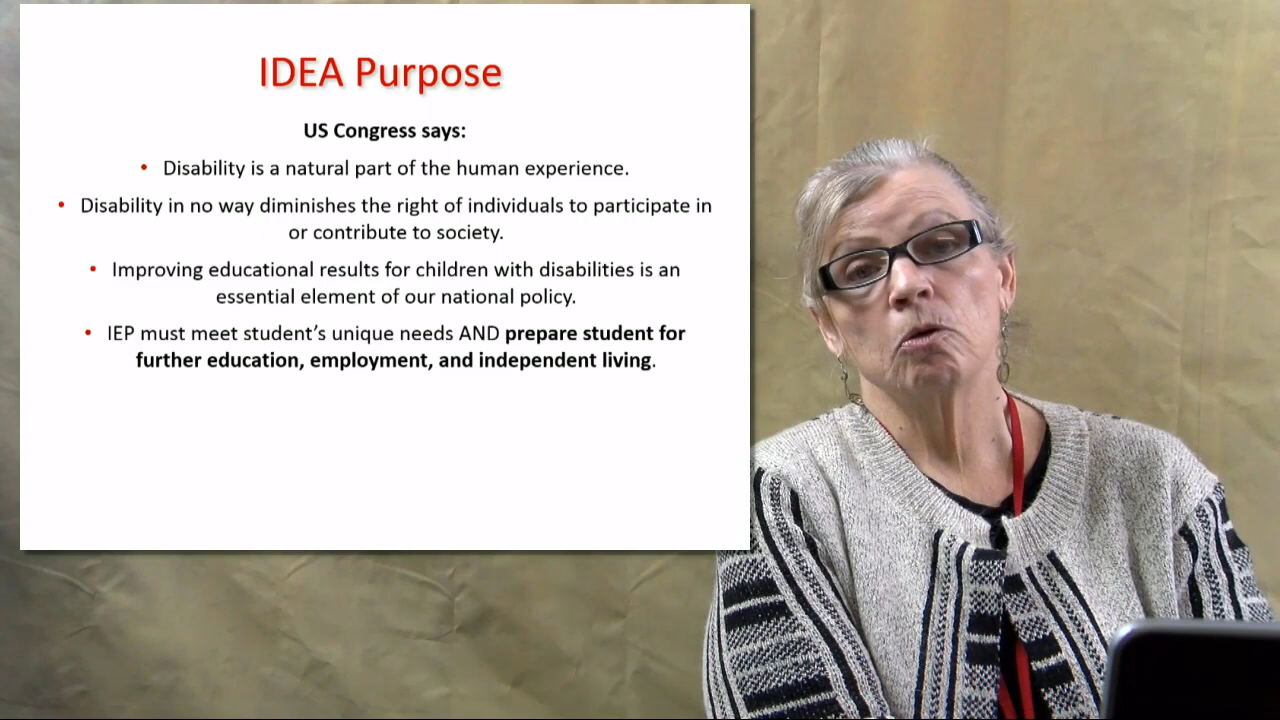 IDEA Purpose
US Congress says:
• Disability is a natural part of the human experience.
• Disability in no way diminishes the right of individuals to participate in
or contribute to society.
• Improving educational results for children with disabilities is an
essential element of our national policy.
• IEP must meet student’s unique needs AND prepare student for
further education, employment, and independent living.